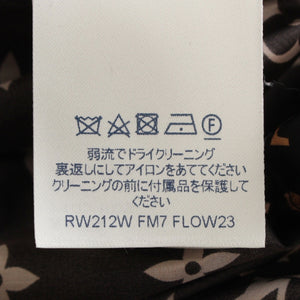 F
弱流でドライクリーニング
裏返しにしてアイロンをあててください
クリーニングの前に付属品を保護してください
RW212W FM7 FLOW23